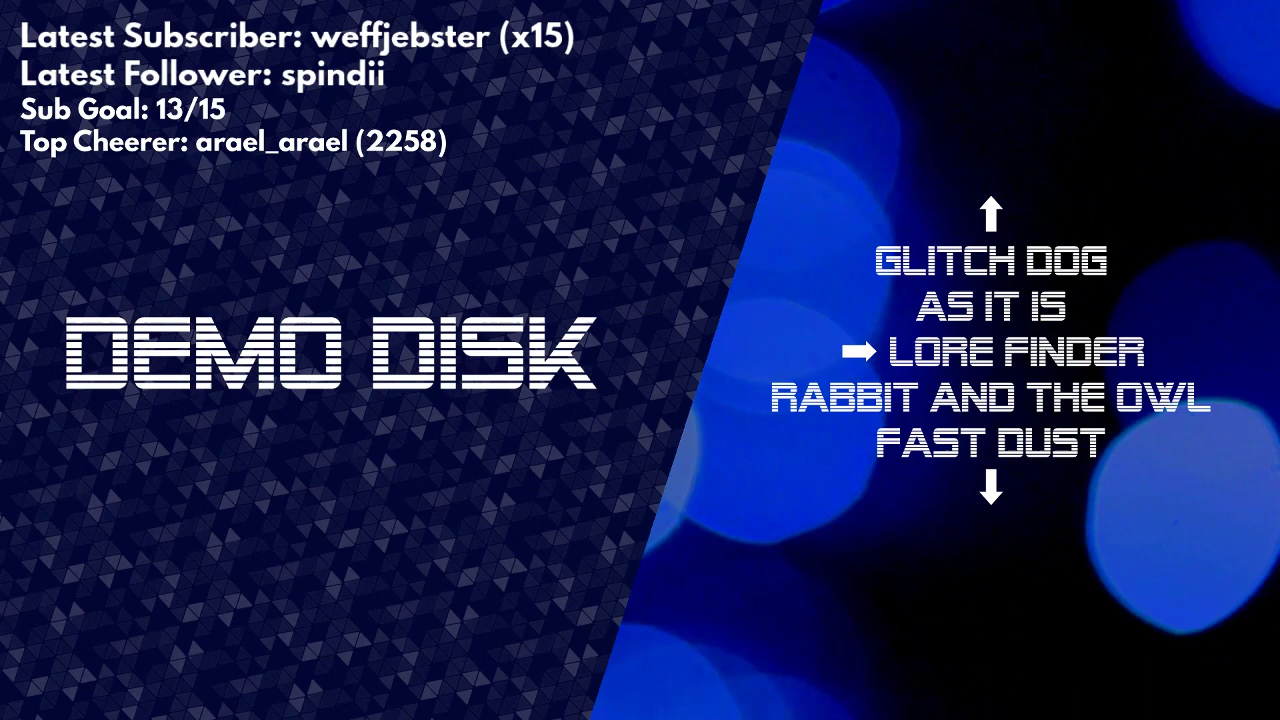 Latest Subscriber: weffjebster (x15)
Latest Follower: spindii
Sub Goal: 13/15
Top Cheerer: arael_arael (2258)
DEMO DISK
GLITCH DOG
AS IT IS
LORE FINDER
RABBIT AND THE OWL
FAST DUST